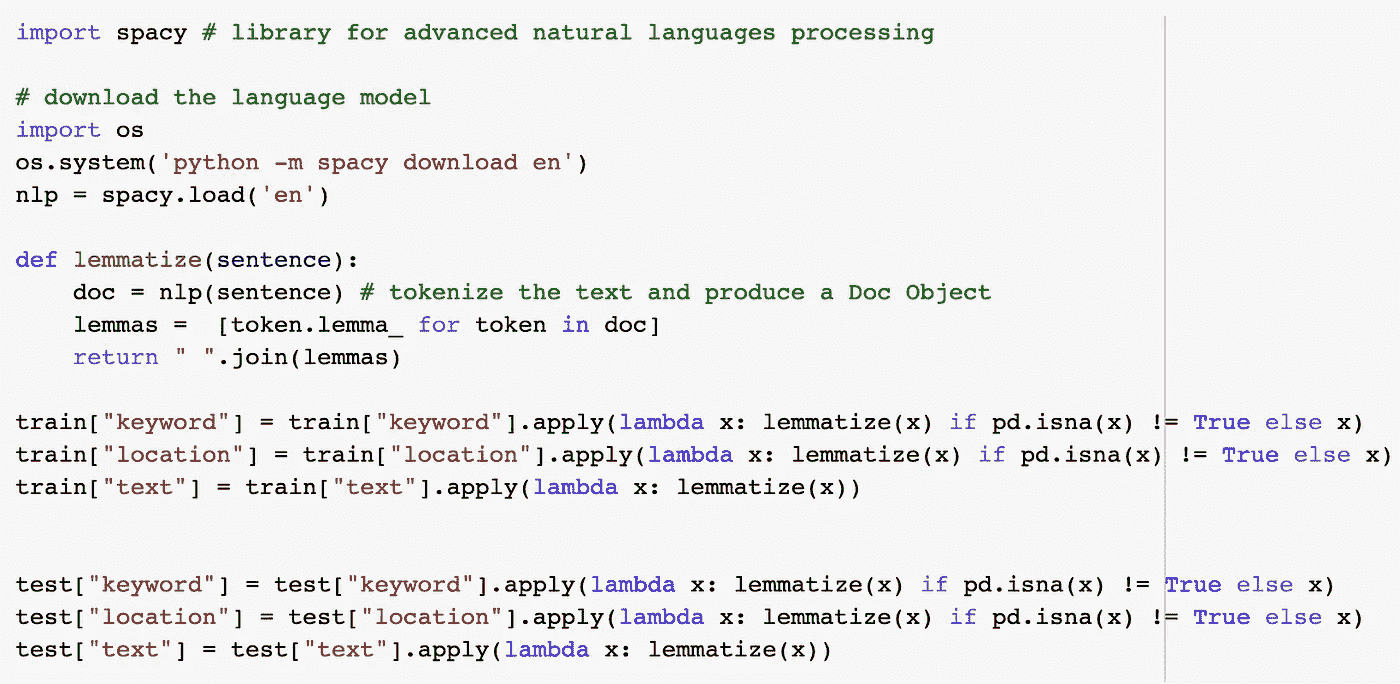 import spacy # library for advanced natural languages processing

# download the language model
import os
os.system('python -m spacy download en')
nlp = spacy.load('en')

def lemmatize(sentence):
    doc = nlp(sentence) # tokenize the text and produce a Doc Object
    lemmas =  [token.lemma_ for token in doc]
    return " ".join(lemmas)

train["keyword"] = train["keyword"].apply(lambda x: lemmatize(x) if pd.isna(x) != True else x)
train["location"] = train["location"].apply(lambda x: lemmatize(x) if pd.isna(x) != True else x)
train["text"] = train["text"].apply(lambda x: lemmatize(x))


test["keyword"] = test["keyword"].apply(lambda x: lemmatize(x) if pd.isna(x) != True else x)
test["location"] = test["location"].apply(lambda x: lemmatize(x) if pd.isna(x) != True else x)
test["text"] = test["text"].apply(lambda x: lemmatize(x))